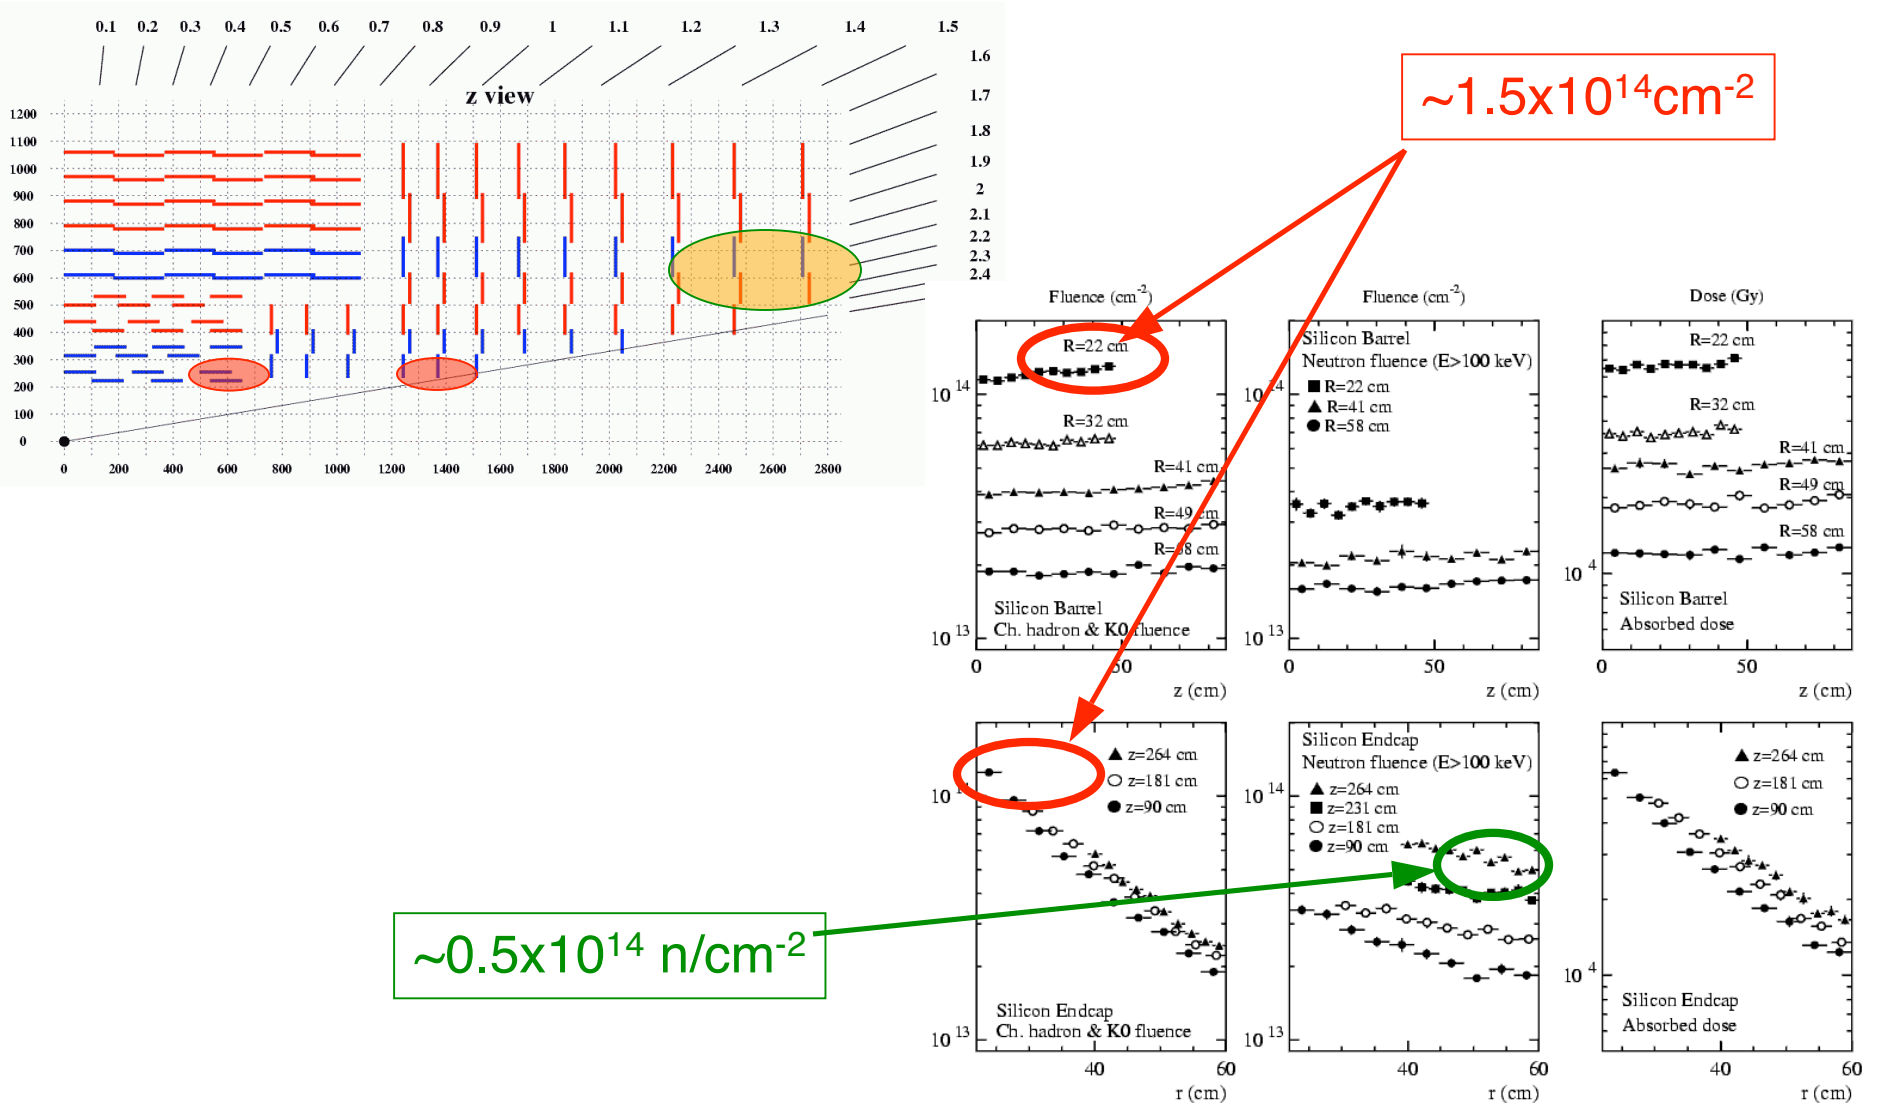 0.1 0.2 0.3 0.4 0.5 0.6 0.7 0.8 0.9 1 1.1 1.2 1.3 1.4 1.5
1.6
1.7
1.8
1.9
2
2.1
2.2
2.3
2.4
z view
1200
1100
1000
900
800
700
600
500
400
300
200
100
0
0 200 400 600 800 1000 1200 1400 1600 1800 2000 2200 2400 2600 2800
~1.5x10¹⁴cm⁻²
~0.5x10¹⁴ n/cm⁻²
Fluence (cm⁻²)
R=22 cm
10¹⁴
R=32 cm
R=41 cm
R=49 cm
R=58 cm
Silicon Barrel
Ch. hadron & K0 fluence
10¹³
0 50
z (cm)
Fluence (cm⁻²)
Silicon Barrel
Neutron fluence (E>100 keV)
R=22 cm
R=41 cm
R=58 cm
10¹⁴
10¹³
0 50
z (cm)
Dose (Gy)
R=22 cm
R=32 cm
R=41 cm
R=49 cm
R=58 cm
10⁴
Silicon Barrel
Absorbed dose
0 50
z (cm)
z=264 cm
z=181 cm
z=90 cm
Silicon Endcap
Ch. hadron & K0 fluence
10¹³
40 60
r (cm)
Silicon Endcap
Neutron fluence (E>100 keV)
z=264 cm
z=231 cm
z=181 cm
z=90 cm
10¹⁴
10¹³
40 60
r (cm)
z=264 cm
z=181 cm
z=90 cm
10⁴
Silicon Endcap
Absorbed dose
40 60
r (cm)